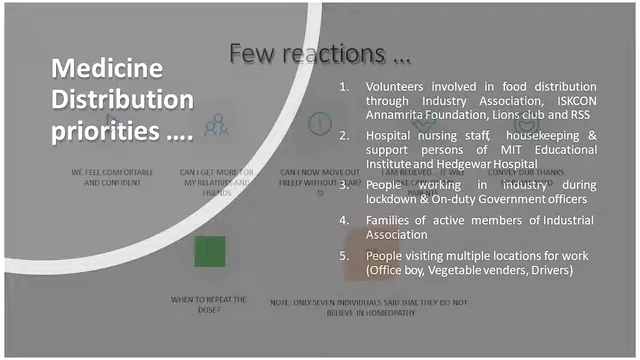 Medicine
Distribution
priorities ....
Few reactions ...
1. Volunteers involved in food distribution
through Industry Association, ISKCON
Annamrita Foundation, Lions club and RSS
2. Hospital nursing staff, housekeeping &
support persons of MIT Educational
Institute and Hedgewar Hospital
3. People working in industry during
lockdown & On-duty Government officers
4. Families of active members of Industrial
Association
5. People visiting multiple locations for work
(Office boy, Vegetable venders, Drivers)
WE FEEL COMFORTABLE
AND CONFIDENT
CAN I GET MORE FOR
MY RELATIVES AND
FRIENDS
CAN I NOW MOVE OUT
FREELY WITHOUT FEAR?
I AM RELIEVED... IT WILL
PARENTS
CONVEY OUR THANKS
WHEN TO REPEAT THE
DOSE?
NOTE: ONLY SEVEN INDIVIDUALS SAID THAT, THEY DO NOT
BELIEVE IN HOMEOPATHY